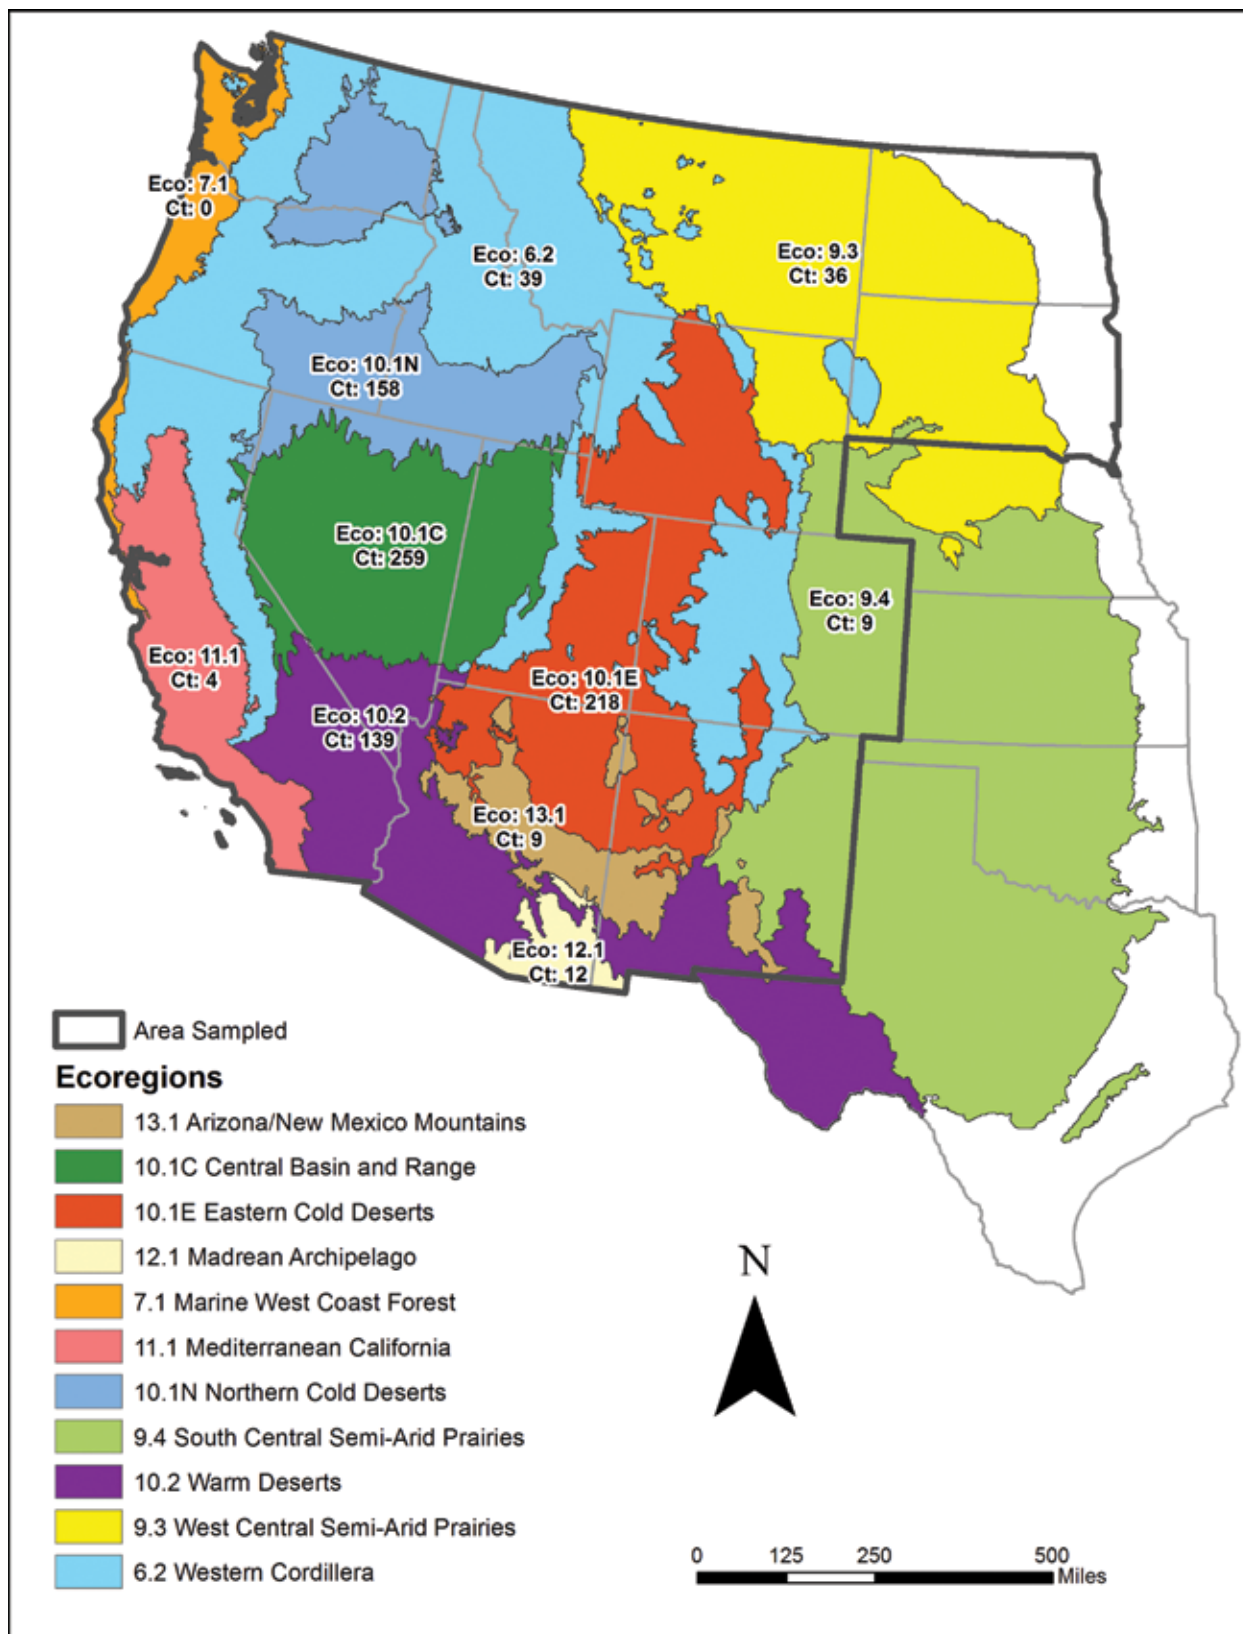 Eco: 7.1
Ct: 0
Eco: 6.2
Ct: 39
Eco: 9.3
Ct: 36
Eco: 10.1N
Ct: 158
Eco: 10.1C
Ct: 259
Eco: 9.4
Ct: 9
Eco: 11.1
Ct: 4
Eco: 10.1E
Ct: 218
Eco: 10.2
Ct: 139
Eco: 13.1
Ct: 9
Eco: 12.1
Ct: 12
Area Sampled
Ecoregions
13.1 Arizona/New Mexico Mountains
10.1C Central Basin and Range
10.1E Eastern Cold Deserts
12.1 Madrean Archipelago
7.1 Marine West Coast Forest
11.1 Mediterranean California
10.1N Northern Cold Deserts
9.4 South Central Semi-Arid Prairies
10.2 Warm Deserts
9.3 West Central Semi-Arid Prairies
6.2 Western Cordillera
N
0 125 250 500
Miles